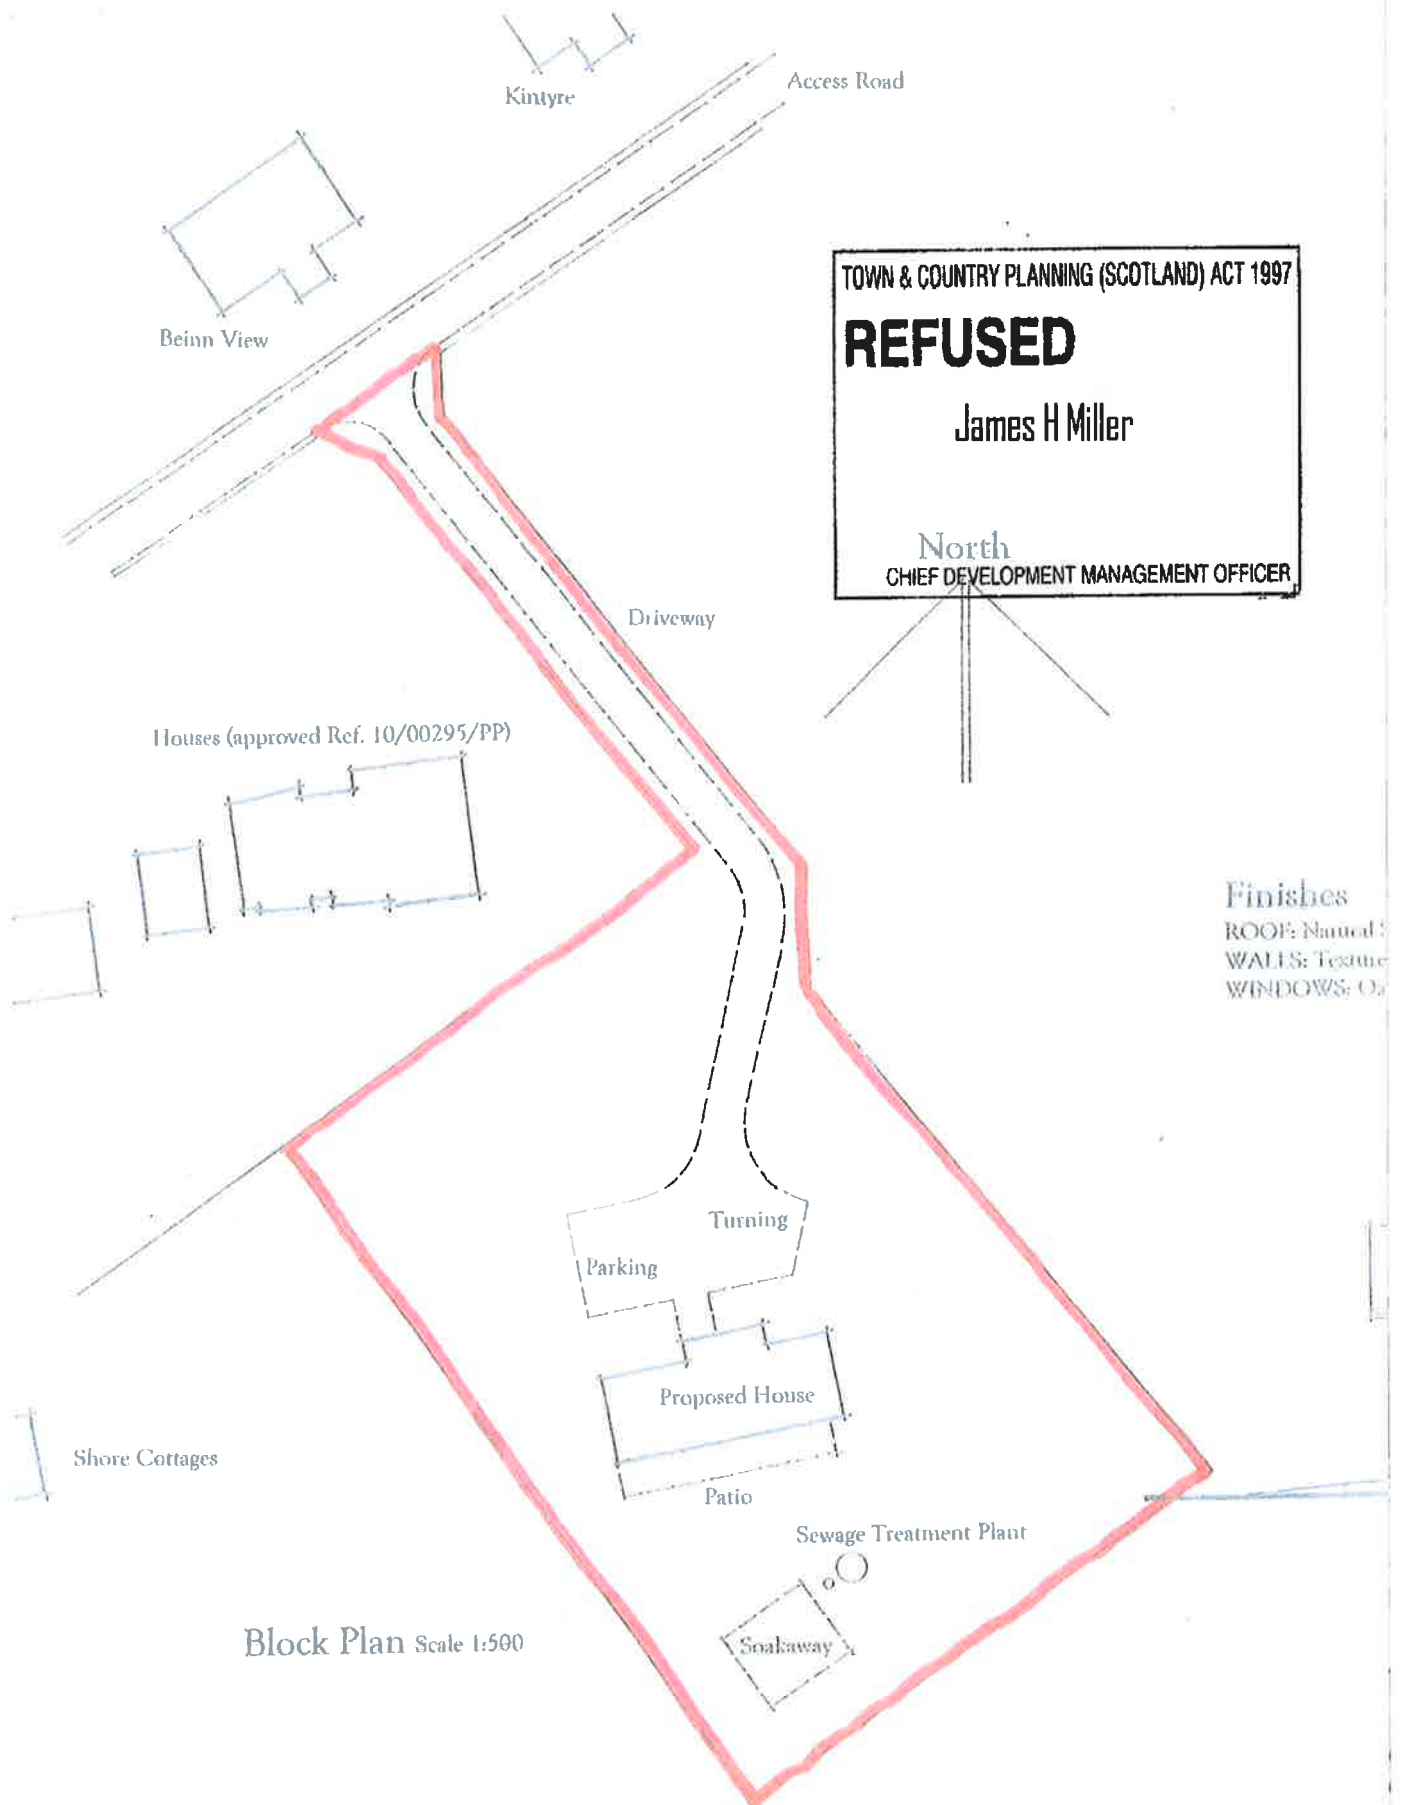 Kintyre
Access Road
Beinn View
TOWN & COUNTRY PLANNING (SCOTLAND) ACT 1997
REFUSED
James H Miller
North
CHIEF DEVELOPMENT MANAGEMENT OFFICER
Driveway
Houses (approved Ref. 10/00295/PP)
Finishes
ROOF: Natural
WALLS:
WINDOWS:
Turning
Parking
Proposed House
Shore Cottages
Patio
Sewage Treatment Plant
Soakaway
Block Plan Scale 1:500